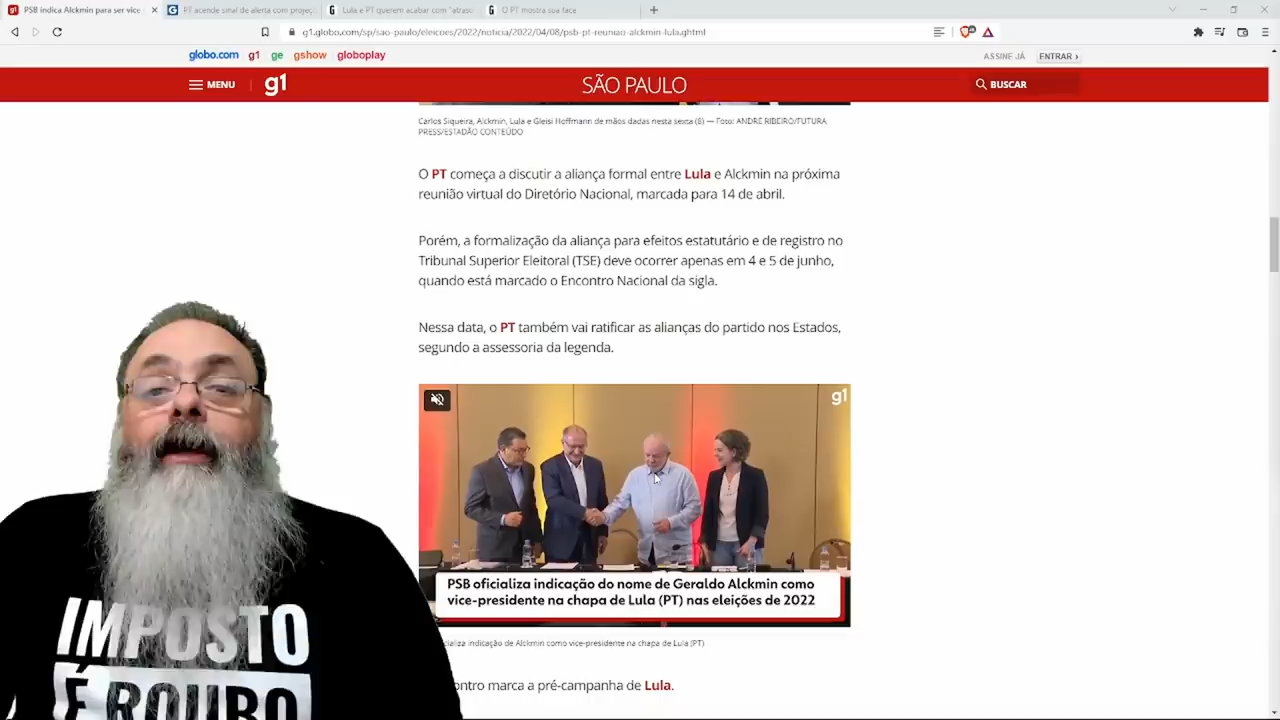 PSB indica Alckmin para ser vice
PT acende sinal de alerta com projeç
Lula e PT querem acabar com "atraso
O PT mostra sua face
g1.globo.com/sp/sao-paulo/eleicoes/2022/noticia/2022/04/08/psb-pt-reuniao-alckmin-lula.ghtml
globo.com g1 ge gshow globoplay
ASSINE JÁ ENTRAR ›
MENU g1 SÃO PAULO BUSCAR
Carlos Siqueira, Alckmin, Lula e Gleisi Hoffmann de mãos dadas nesta sexta (8) — Foto: ANDRÉ RIBEIRO/FUTURA
PRESS/ESTADÃO CONTEÚDO
O PT começa a discutir a aliança formal entre Lula e Alckmin na próxima
reunião virtual do Diretório Nacional, marcada para 14 de abril.
Porém, a formalização da aliança para efeitos estatutário e de registro no
Tribunal Superior Eleitoral (TSE) deve ocorrer apenas em 4 e 5 de junho,
quando está marcado o Encontro Nacional da sigla.
Nessa data, o PT também vai ratificar as alianças do partido nos Estados,
segundo a assessoria da legenda.
g1
PSB oficializa indicação do nome de Geraldo Alckmin como
vice-presidente na chapa de Lula (PT) nas eleições de 2022
indicação de Alckmin como vice-presidente na chapa de Lula (PT)
marca a pré-campanha de Lula.
IMPOSTO
É ROUBO